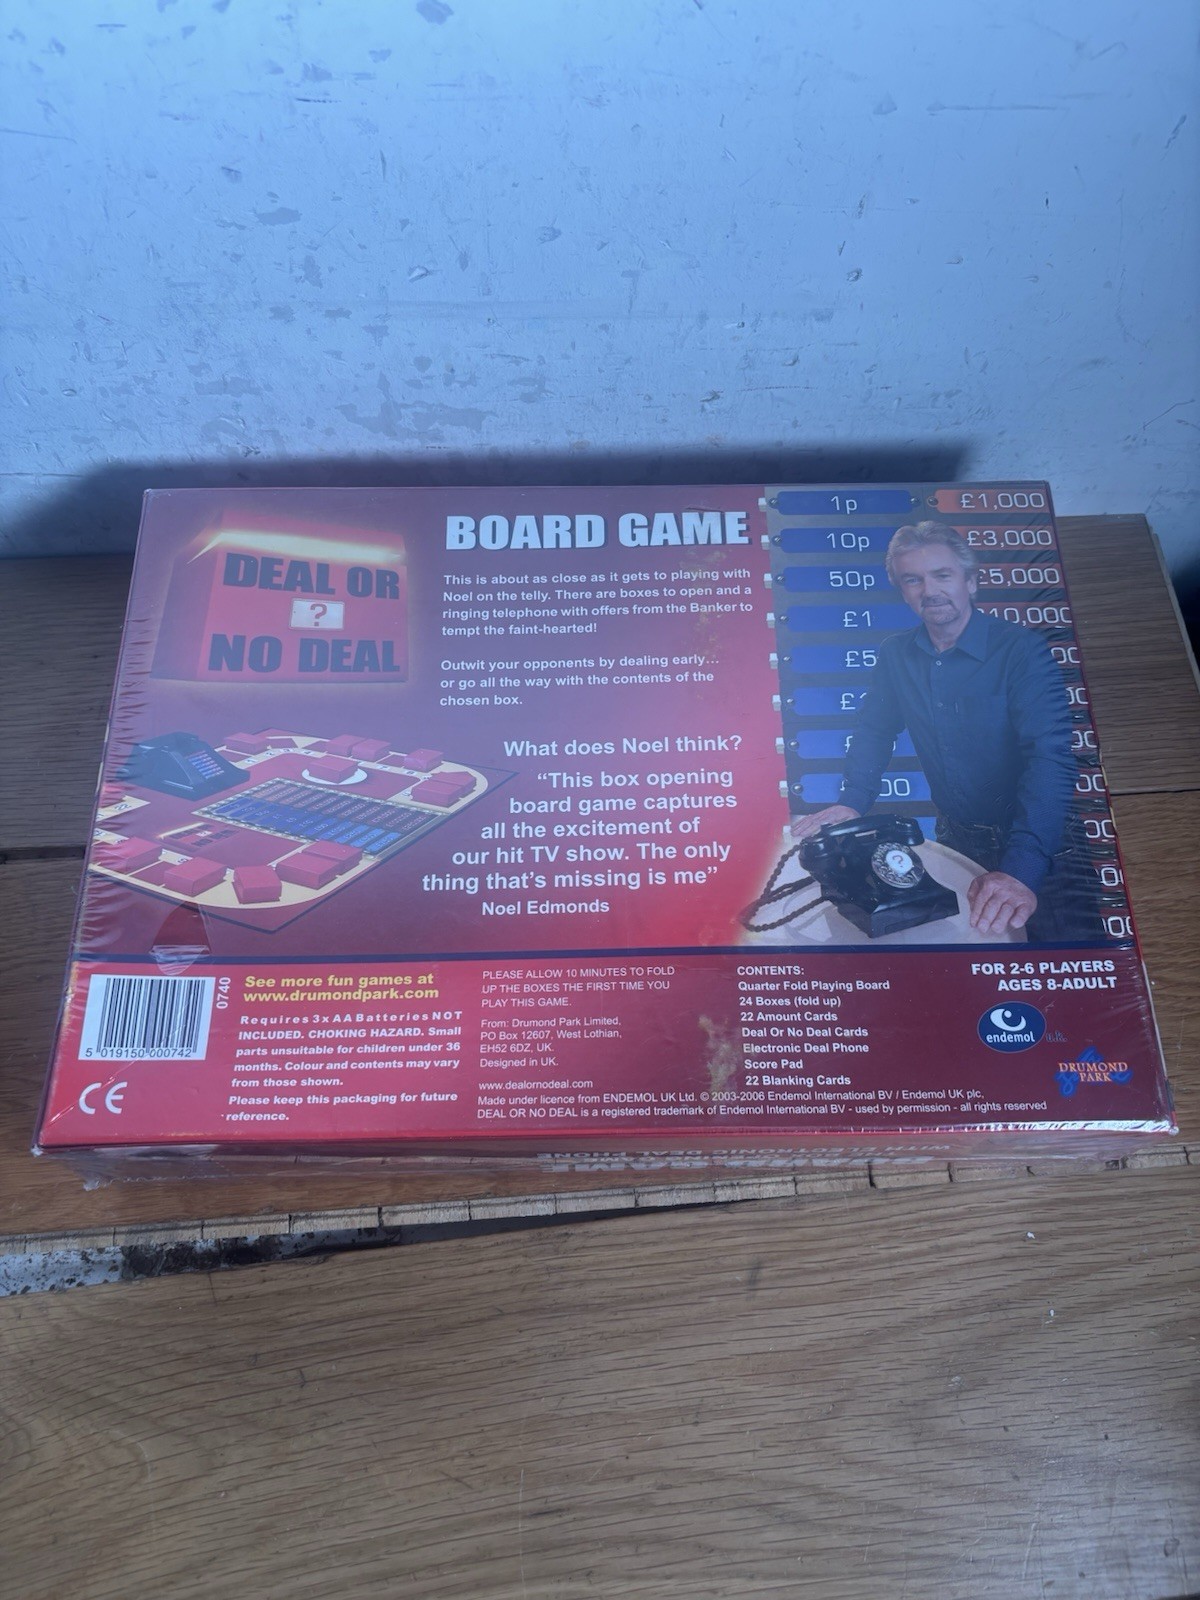 DEAL OR
?
NO DEAL
BOARD GAME
This is about as close as it gets to playing with
Noel on the telly. There are boxes to open and a
ringing telephone with offers from the Banker to
tempt the faint-hearted!
Outwit your opponents by dealing early...
or go all the way with the contents of the
chosen box.
What does Noel think?
“This box opening
board game captures
all the excitement of
our hit TV show. The only
thing that’s missing is me”
Noel Edmonds
1p
10p
50p
£1
£5
£1,000
£3,000
£5,000
?
5 019150 000742
0740
CE
See more fun games at
www.drumondpark.com
Requires 3 x AA Batteries NOT
INCLUDED. CHOKING HAZARD. Small
parts unsuitable for children under 36
months. Colour and contents may vary
from those shown.
Please keep this packaging for future
reference.
PLEASE ALLOW 10 MINUTES TO FOLD
UP THE BOXES THE FIRST TIME YOU
PLAY THIS GAME.
From: Drumond Park Limited,
PO Box 12607, West Lothian,
EH52 6DZ, UK.
Designed in UK.
www.dealornodeal.com
CONTENTS:
Quarter Fold Playing Board
24 Boxes (fold up)
22 Amount Cards
Deal Or No Deal Cards
Electronic Deal Phone
Score Pad
22 Blanking Cards
Made under licence from ENDEMOL UK Ltd. © 2003-2006 Endemol International BV / Endemol UK plc,
DEAL OR NO DEAL is a registered trademark of Endemol International BV - used by permission - all rights reserved
FOR 2-6 PLAYERS
AGES 8-ADULT
endemol u.k.
DRUMOND
PARK
BOARD GAME
WITH ELECTRONIC DEAL PHONE